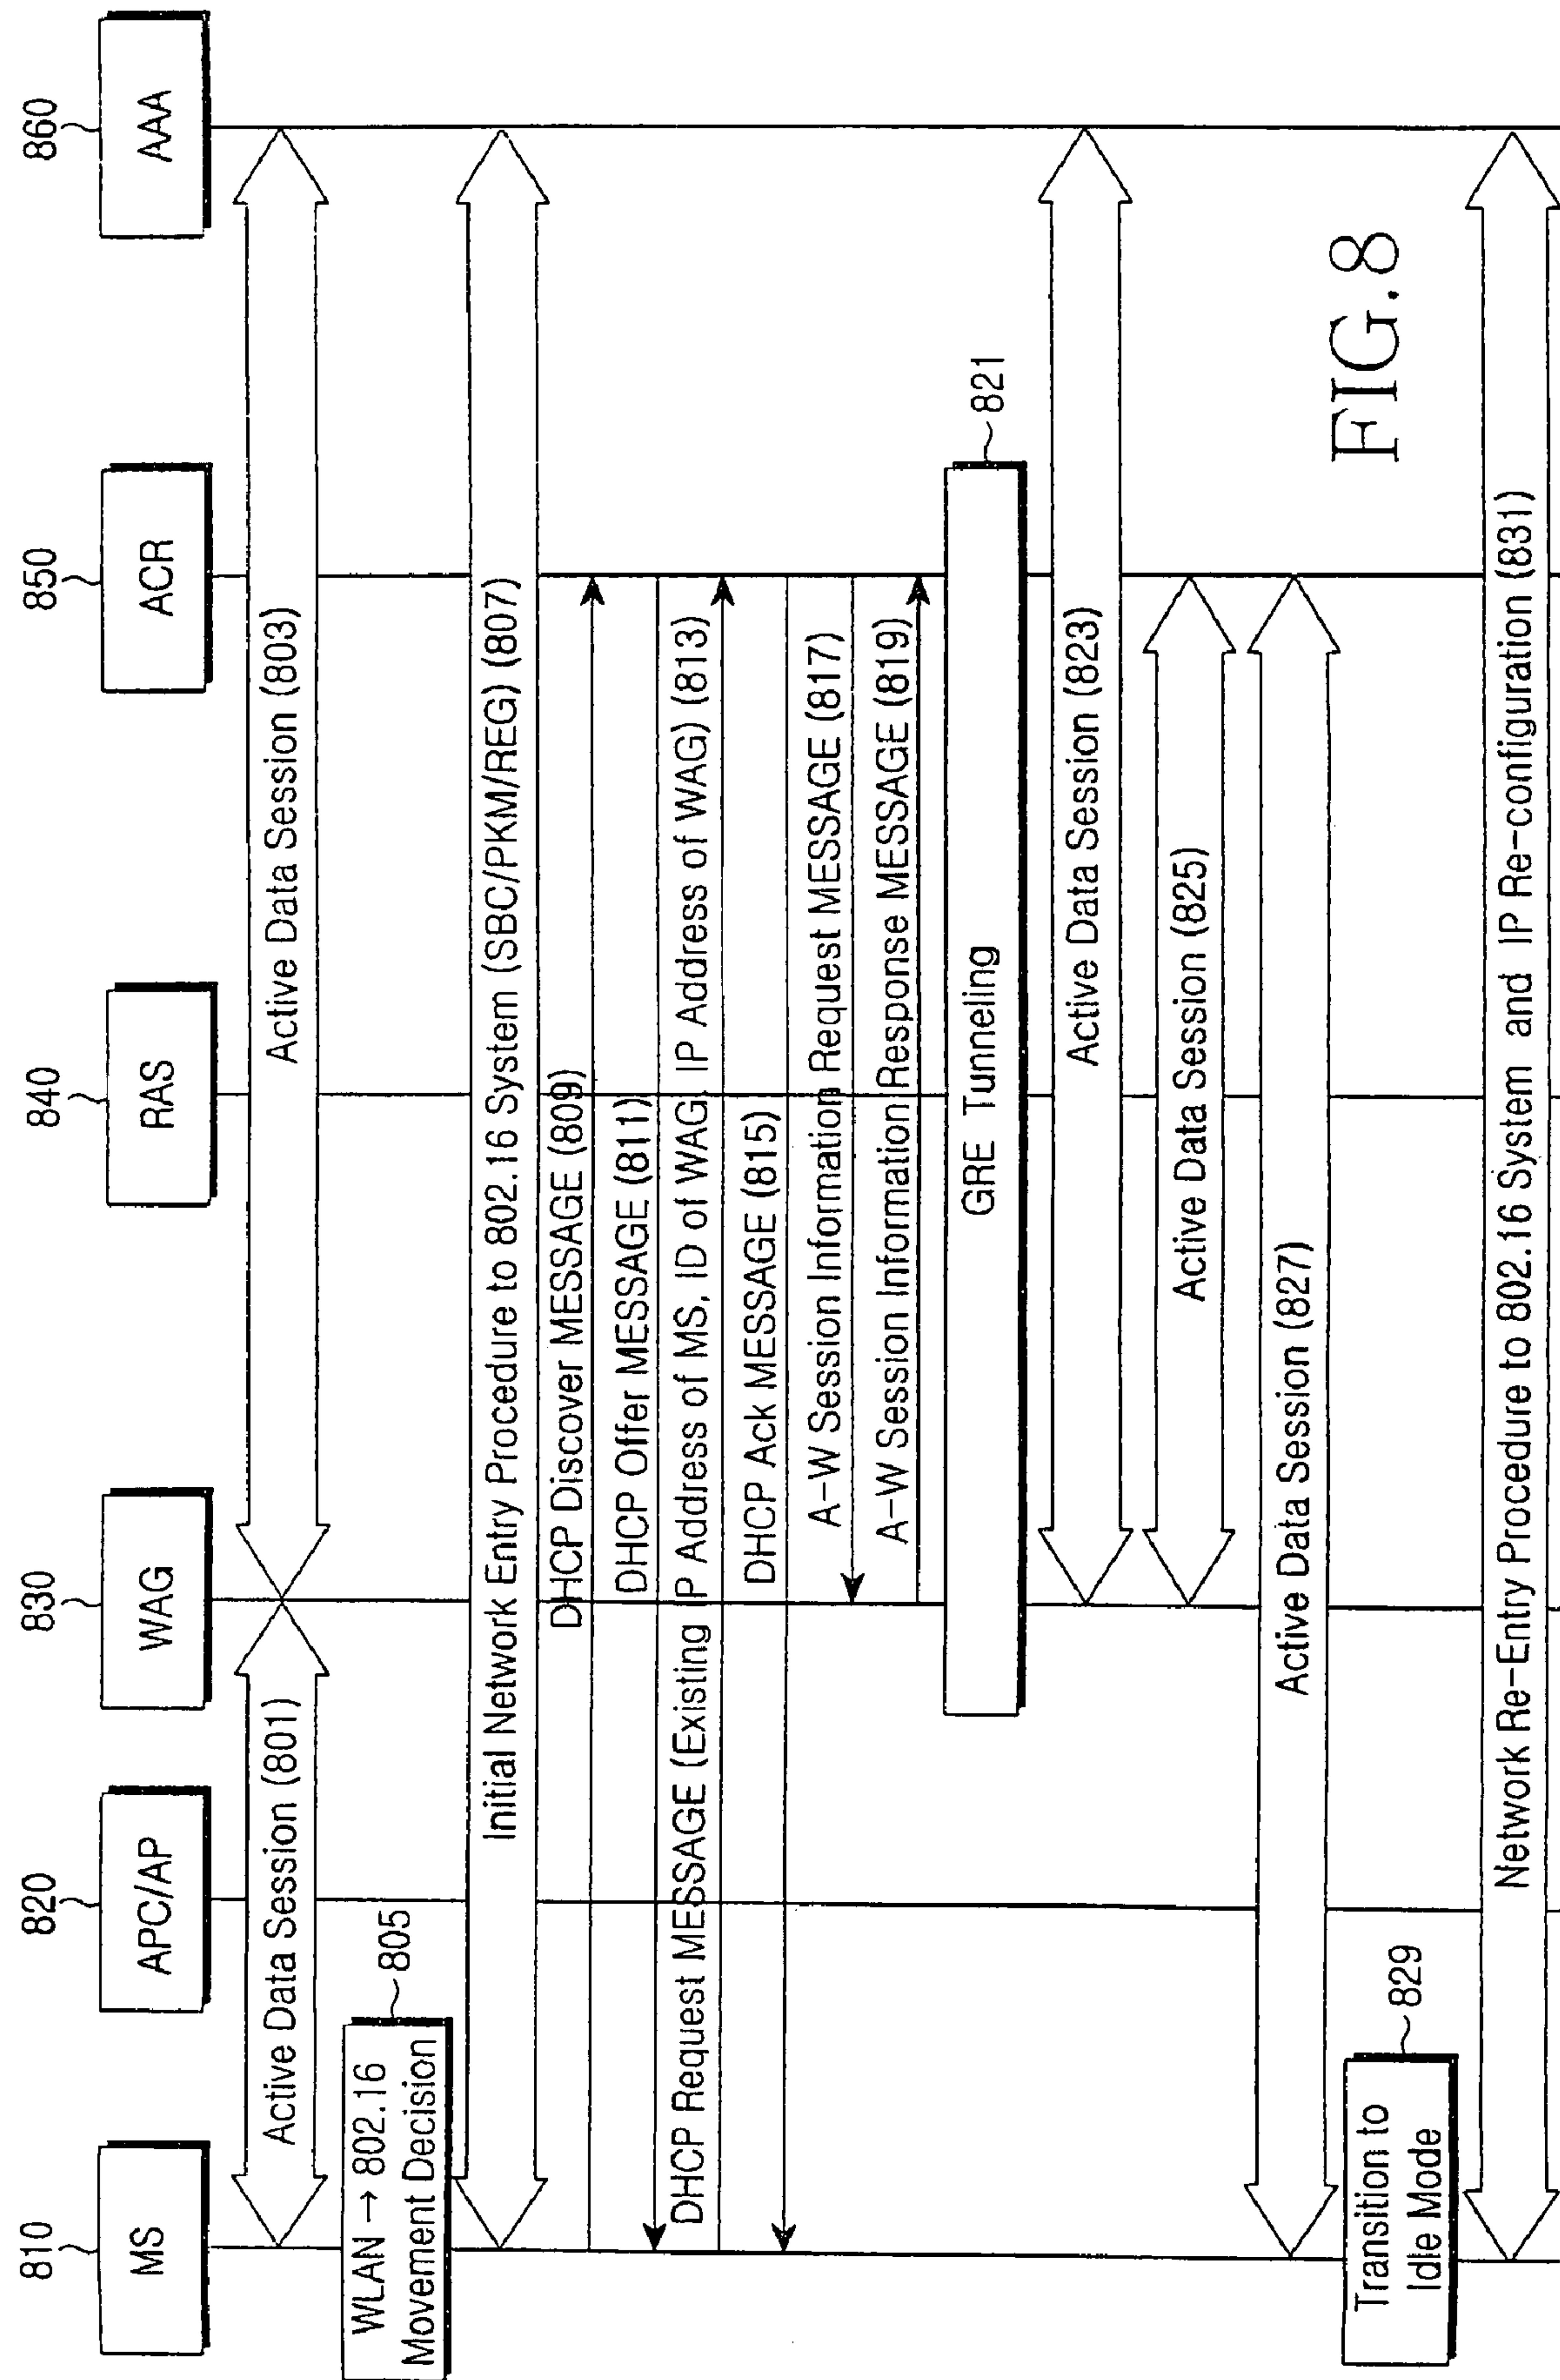 810
820
830
840
850
860
MS
APC/AP
WAG
RAS
ACR
AAA
Active Data Session (801)
Active Data Session (803)
WLAN → 802.16
Movement Decision
805
Initial Network Entry Procedure to 802.16 System (SBC/PKM/REG) (807)
DHCP Discover MESSAGE (809)
DHCP Offer MESSAGE (811)
DHCP Request MESSAGE (Existing IP Address of MS, ID of WAG, IP Address of WAG) (813)
DHCP Ack MESSAGE (815)
A-W Session Information Request MESSAGE (817)
A-W Session Information Response MESSAGE (819)
GRE Tunneling
821
Active Data Session (823)
Active Data Session (825)
Active Data Session (827)
Transition to
Idle Mode
829
Network Re-Entry Procedure to 802.16 System and IP Re-configuration (831)
FIG.8